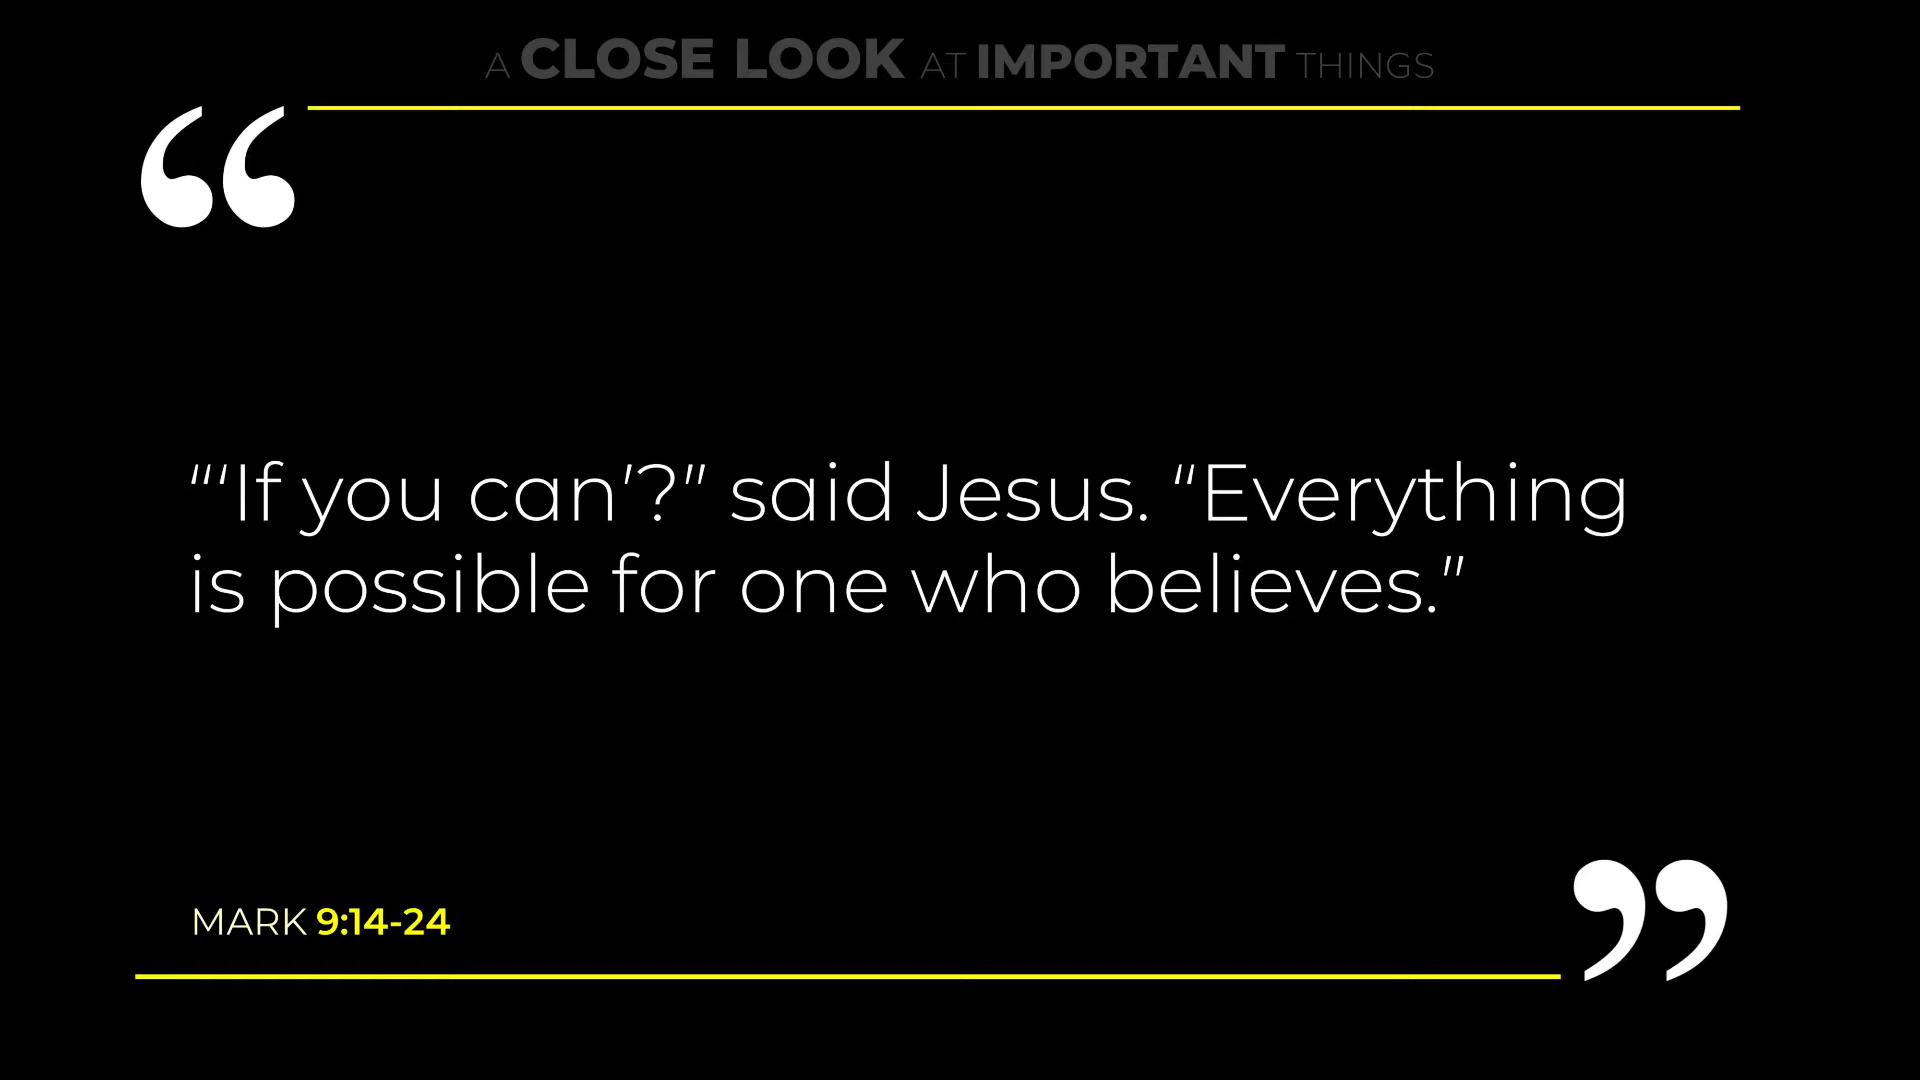 A CLOSE LOOK AT IMPORTANT THINGS
“
“‘If you can’?” said Jesus. “Everything
is possible for one who believes.”
MARK 9:14-24
”